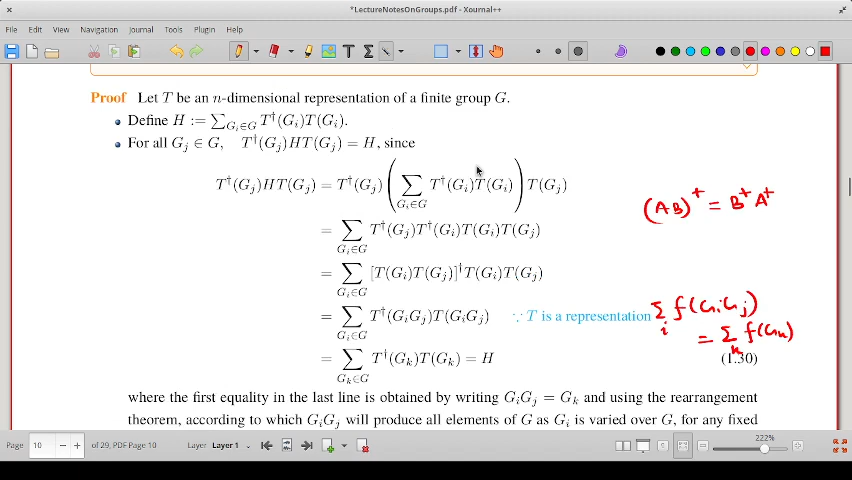 *LectureNotesOnGroups.pdf - Xournal++
File Edit View Navigation Journal Tools Plugin Help
Proof Let T be an n-dimensional representation of a finite group G.
• Define H := ∑_{G_i∈G} T†(G_i)T(G_i).
• For all G_j ∈ G, T†(G_j)HT(G_j) = H, since
T†(G_j)HT(G_j) = T†(G_j) ( ∑_{G_i∈G} T†(G_i)T(G_i) ) T(G_j)
(AB)⁺ = B⁺A⁺
= ∑_{G_i∈G} T†(G_j)T†(G_i)T(G_i)T(G_j)
= ∑_{G_i∈G} [T(G_i)T(G_j)]† T(G_i)T(G_j)
= ∑_{G_i∈G} T†(G_iG_j)T(G_iG_j) ∵ T is a representation
∑_i f(G_iG_j)
= ∑_k f(G_k)
= ∑_{G_k∈G} T†(G_k)T(G_k) = H (1.30)
where the first equality in the last line is obtained by writing G_iG_j = G_k and using the rearrangement
theorem, according to which G_iG_j will produce all elements of G as G_i is varied over G, for any fixed
Page 10 of 29, PDF Page 10 Layer Layer 1 222%